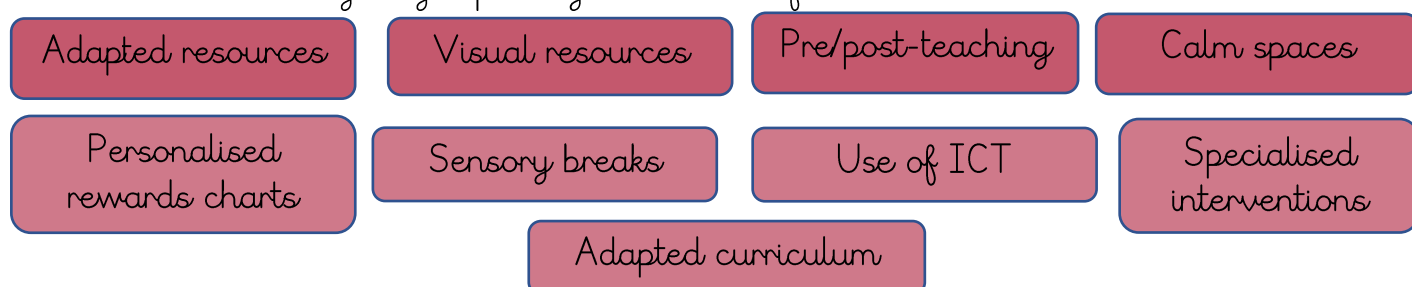 Adapted resources
Visual resources
Pre/post-teaching
Calm spaces
Personalised
rewards charts
Sensory breaks
Use of ICT
Specialised
interventions
Adapted curriculum